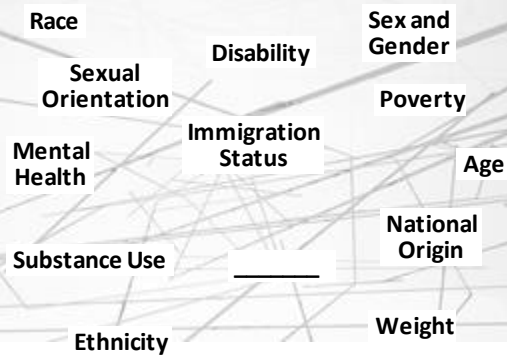 Race
Sex and
Gender
Disability
Sexual
Orientation
Poverty
Immigration
Status
Mental
Health
Age
National
Origin
Substance Use
_______
Weight
Ethnicity